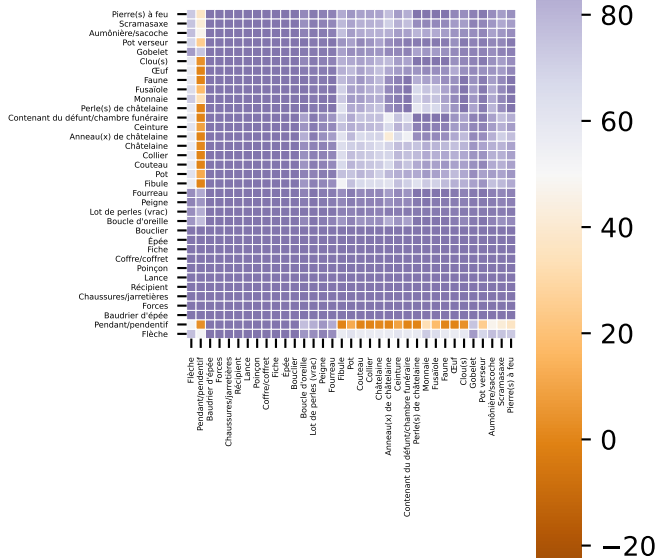 Pierre(s) à feu
Scramasaxe
Aumônière/sacoche
Pot verseur
Gobelet
Clou(s)
Œuf
Faune
Fusaïole
Monnaie
Perle(s) de châtelaine
Contenant du défunt/chambre funéraire
Ceinture
Anneau(x) de châtelaine
Châtelaine
Collier
Couteau
Pot
Fibule
Fourreau
Peigne
Lot de perles (vrac)
Boucle d'oreille
Bouclier
Épée
Fiche
Coffre/coffret
Poinçon
Lance
Récipient
Chaussures/jarretières
Forces
Baudrier d'épée
Pendant/pendentif
Flèche
Flèche
Pendant/pendentif
Baudrier d'épée
Forces
Chaussures/jarretières
Récipient
Lance
Poinçon
Coffre/coffret
Fiche
Épée
Bouclier
Boucle d'oreille
Lot de perles (vrac)
Peigne
Fourreau
Fibule
Pot
Couteau
Collier
Châtelaine
Anneau(x) de châtelaine
Ceinture
Contenant du défunt/chambre funéraire
Perle(s) de châtelaine
Monnaie
Fusaïole
Faune
Œuf
Clou(s)
Gobelet
Pot verseur
Aumônière/sacoche
Scramasaxe
Pierre(s) à feu
80
60
40
20
0
−20